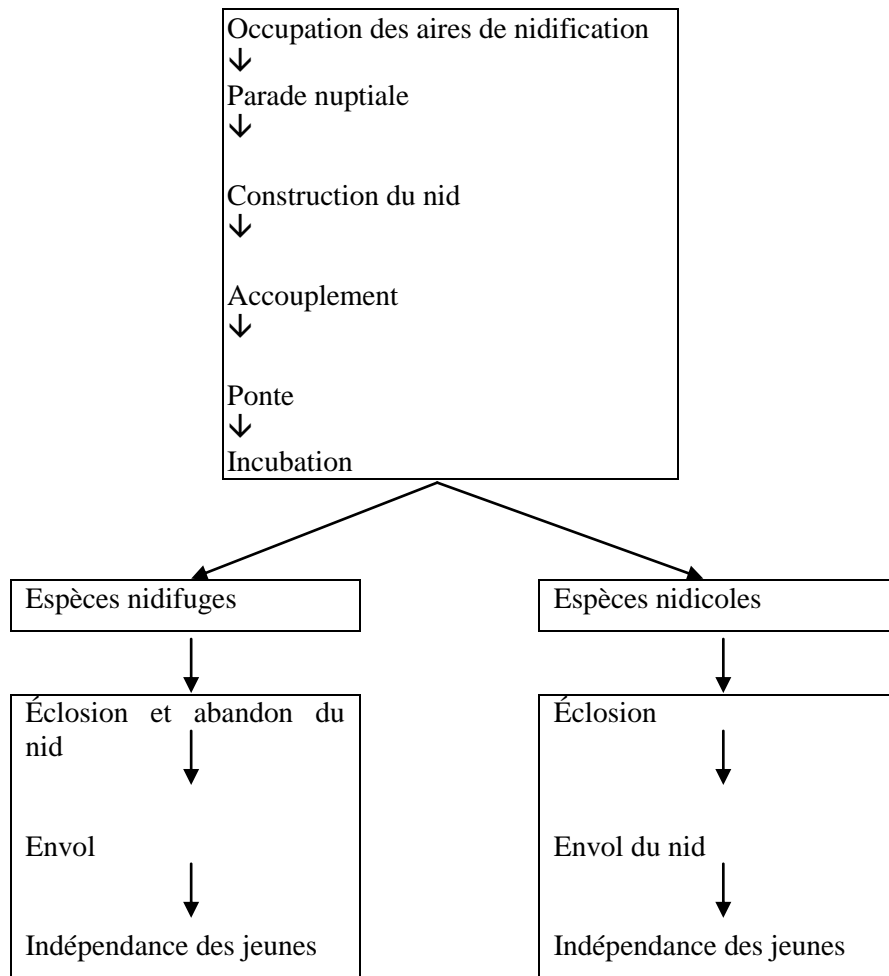 Occupation des aires de nidification
Parade nuptiale
Construction du nid
Accouplement
Ponte
Incubation
Espèces nidifuges
Éclosion et abandon du
nid
Envol
Indépendance des jeunes
Espèces nidicoles
Éclosion
Envol du nid
Indépendance des jeunes